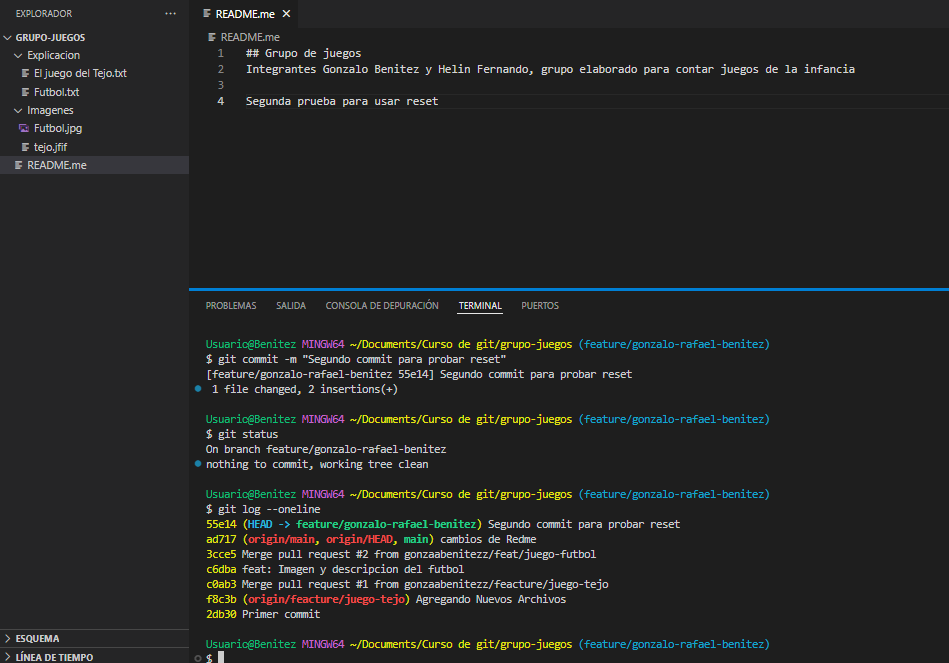 EXPLORADOR
GRUPO-JUEGOS
Explicacion
El juego del Tejo.txt
Futbol.txt
Imagenes
Futbol.jpg
tejo.jfif
README.me
ESQUEMA
LÍNEA DE TIEMPO
README.me
README.me
1 ## Grupo de juegos
2 Integrantes Gonzalo Benitez y Helin Fernando, grupo elaborado para contar juegos de la infancia
3
4 Segunda prueba para usar reset
PROBLEMAS SALIDA CONSOLA DE DEPURACIÓN TERMINAL PUERTOS
Usuario@Benitez MINGW64 ~/Documents/Curso de git/grupo-juegos (feature/gonzalo-rafael-benitez)
$ git commit -m "Segundo commit para probar reset"
[feature/gonzalo-rafael-benitez 55e14] Segundo commit para probar reset
1 file changed, 2 insertions(+)
Usuario@Benitez MINGW64 ~/Documents/Curso de git/grupo-juegos (feature/gonzalo-rafael-benitez)
$ git status
On branch feature/gonzalo-rafael-benitez
nothing to commit, working tree clean
Usuario@Benitez MINGW64 ~/Documents/Curso de git/grupo-juegos (feature/gonzalo-rafael-benitez)
$ git log --oneline
55e14 (HEAD -> feature/gonzalo-rafael-benitez) Segundo commit para probar reset
ad717 (origin/main, origin/HEAD, main) cambios de Redme
3cce5 Merge pull request #2 from gonzaabenitezz/feat/juego-futbol
c6dba feat: Imagen y descripcion del futbol
c0ab3 Merge pull request #1 from gonzaabenitezz/feacture/juego-tejo
f8c3b (origin/feacture/juego-tejo) Agregando Nuevos Archivos
2db30 Primer commit
Usuario@Benitez MINGW64 ~/Documents/Curso de git/grupo-juegos (feature/gonzalo-rafael-benitez)
$